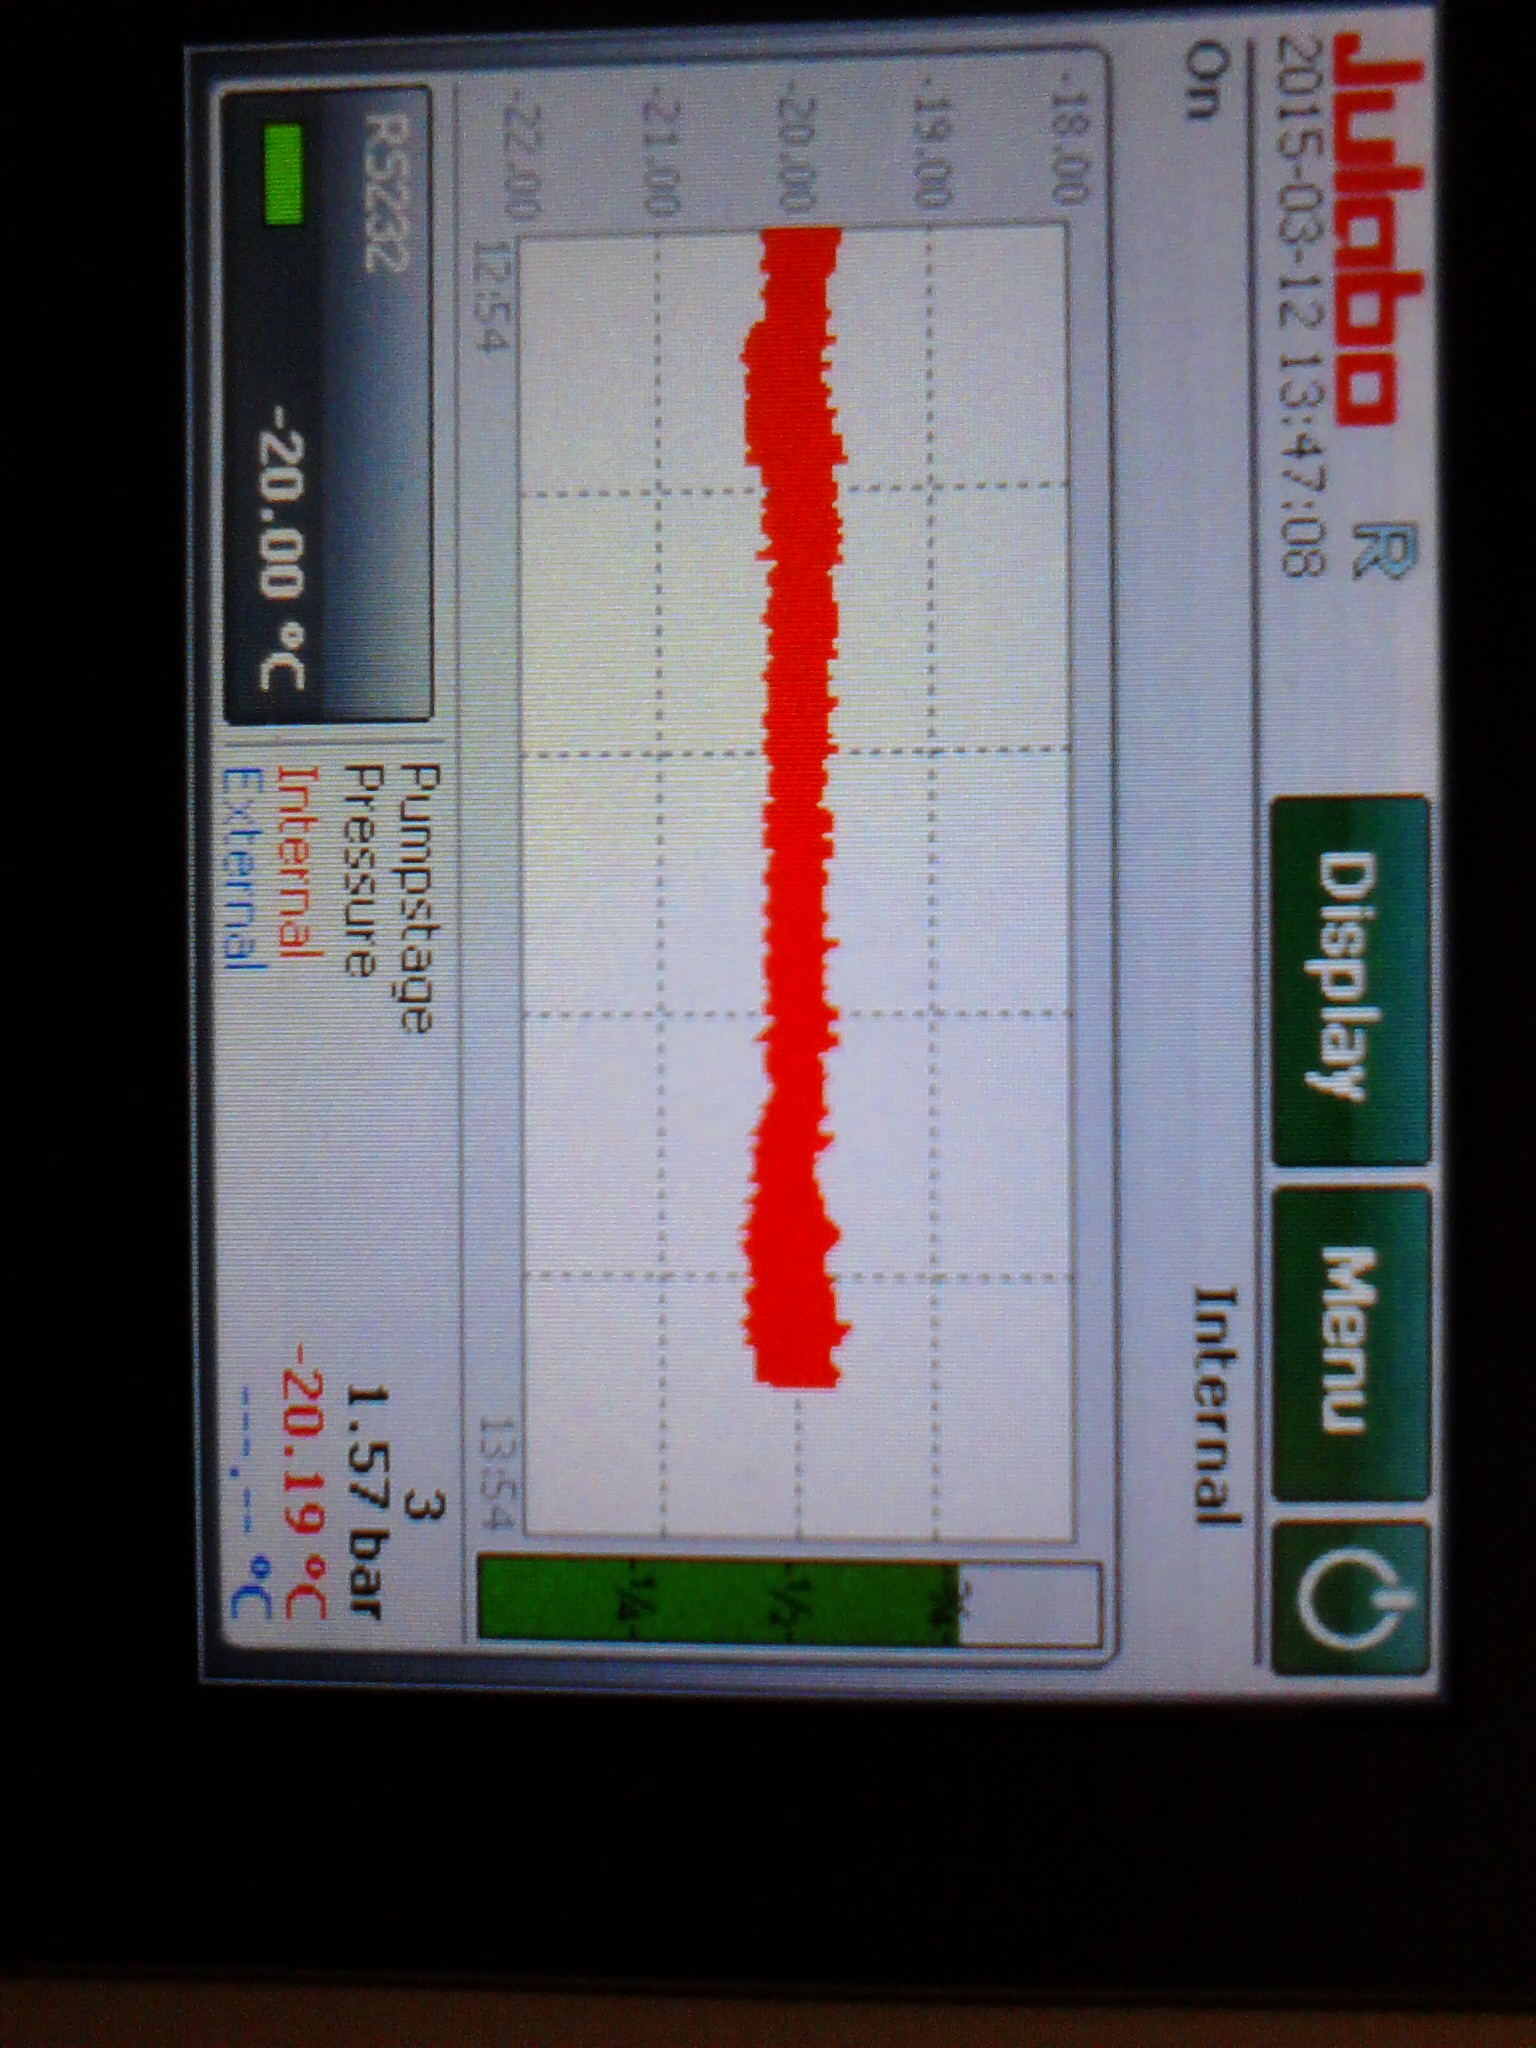 Julabo R
2015-03-12 13:47:08
Display
Menu
On
Internal
-18.00
-19.00
-20.00
-21.00
-22.00
12:54
13:54
¾
½
¼
RS232
-20.00 °C
Pumpstage 3
Pressure 1.57 bar
Internal -20.19 °C
External ---.-- °C